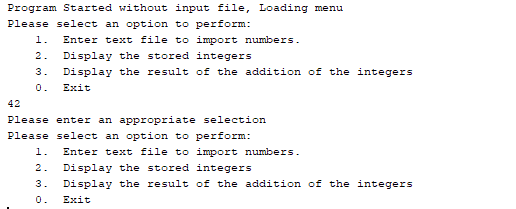 Program Started without input file, Loading menu
Please select an option to perform:
1. Enter text file to import numbers.
2. Display the stored integers
3. Display the result of the addition of the integers
0. Exit
42
Please enter an appropriate selection
Please select an option to perform:
1. Enter text file to import numbers.
2. Display the stored integers
3. Display the result of the addition of the integers
0. Exit